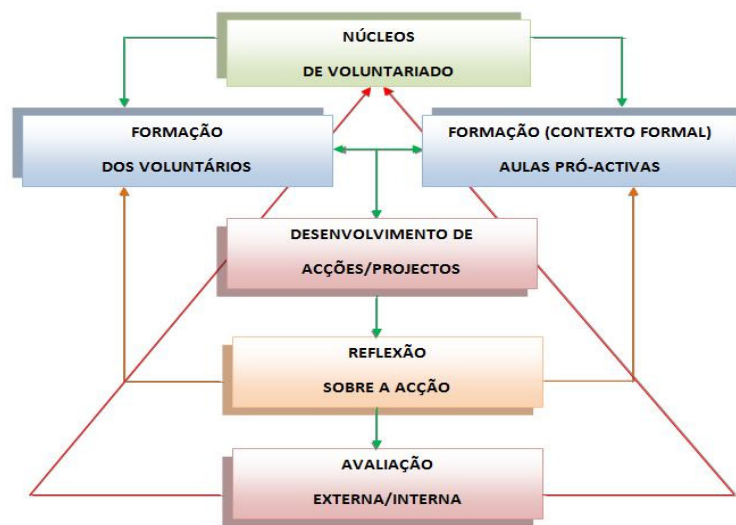 NÚCLEOS
DE VOLUNTARIADO
FORMAÇÃO
DOS VOLUNTÁRIOS
FORMAÇÃO (CONTEXTO FORMAL)
AULAS PRÓ-ACTIVAS
DESENVOLVIMENTO DE
ACÇÕES/PROJECTOS
REFLEXÃO
SOBRE A ACÇÃO
AVALIAÇÃO
EXTERNA/INTERNA